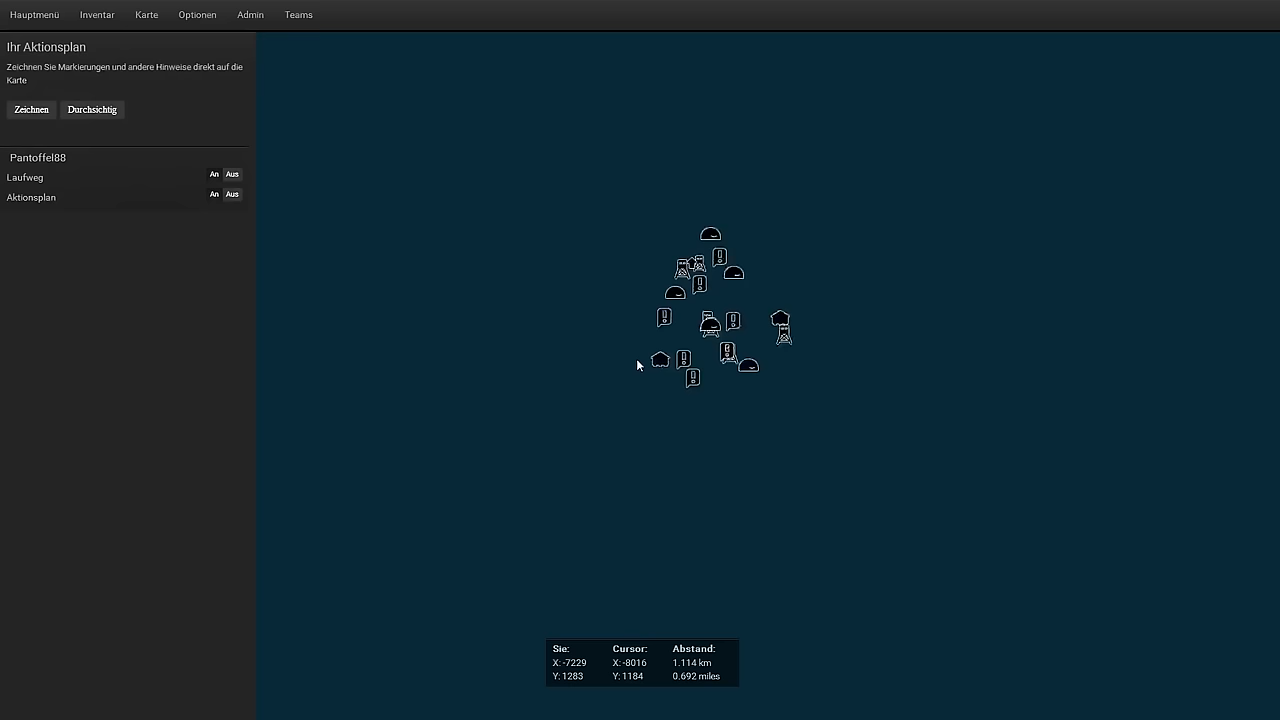 Hauptmenü Inventar Karte Optionen Admin Teams
Ihr Aktionsplan
Zeichnen Sie Markierungen und andere Hinweise direkt auf die
Karte
Zeichnen Durchsichtig
Pantoffel88
Laufweg An Aus
Aktionsplan An Aus
Sie: Cursor: Abstand:
X:-7229 X:-8016 1.114 km
Y: 1283 Y: 1184 0.692 miles